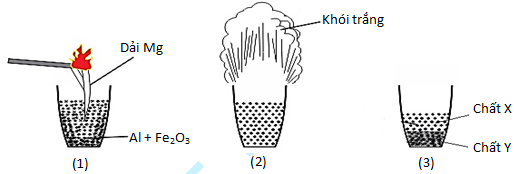 Dải Mg
Al + Fe₂O₃
(1)
Khói trắng
(2)
Chất X
Chất Y
(3)